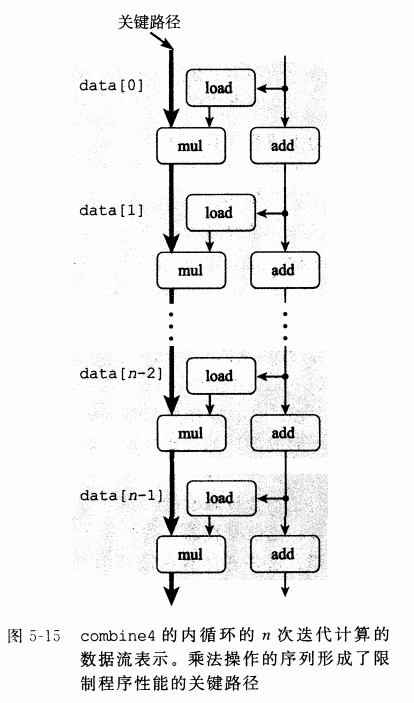 关键路径
data[0]
load
mul
add
data[1]
load
mul
add
data[n-2]
load
mul
add
data[n-1]
load
mul
add
图 5-15 combine4 的内循环的 n 次迭代计算的
数据流表示。乘法操作的序列形成了限
制程序性能的关键路径